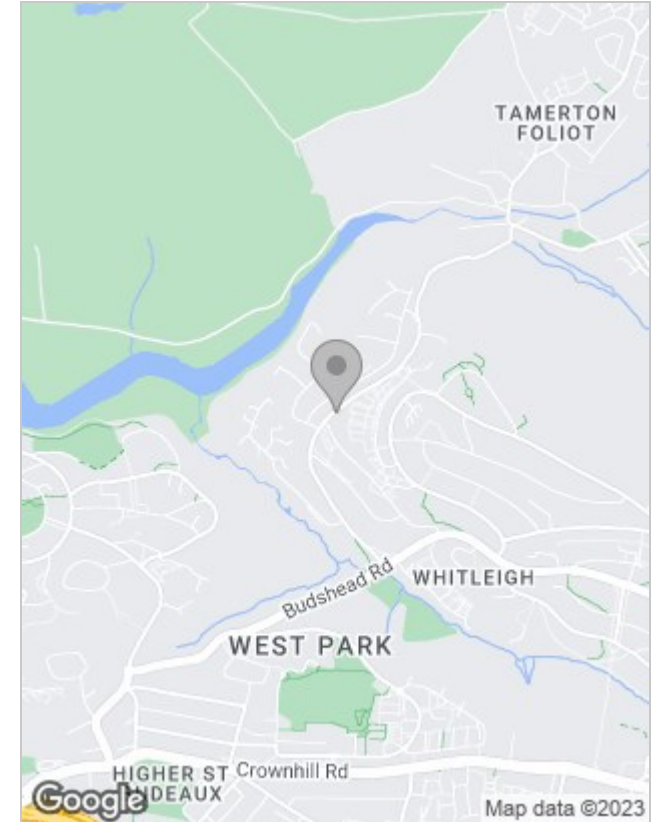 TAMERTON
FOLIOT
Budshead Rd
WHITLEIGH
WEST PARK
HIGHER ST
Crownhill Rd
Google
Map data ©2023